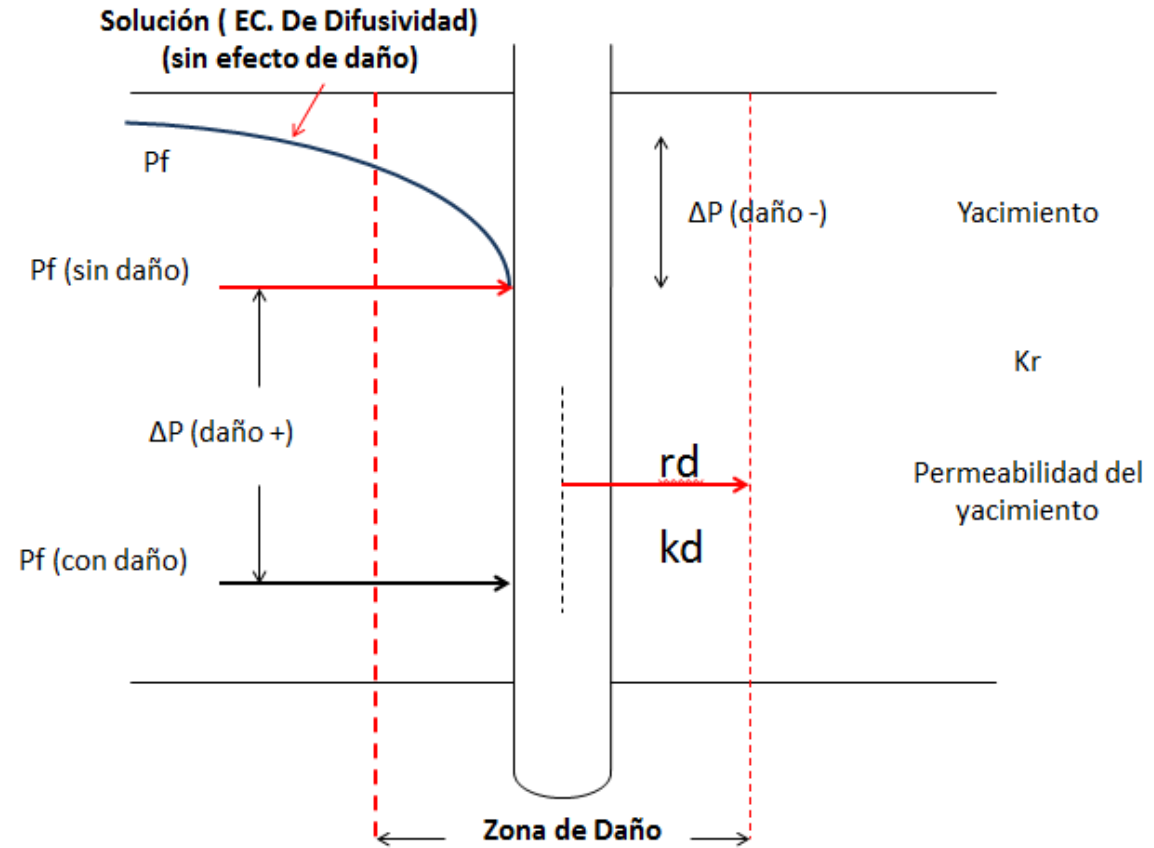 Solución ( EC. De Difusividad)
(sin efecto de daño)
Pf
ΔP (daño -)
Yacimiento
Pf (sin daño)
Kr
ΔP (daño +)
rd
Permeabilidad del
yacimiento
kd
Pf (con daño)
Zona de Daño